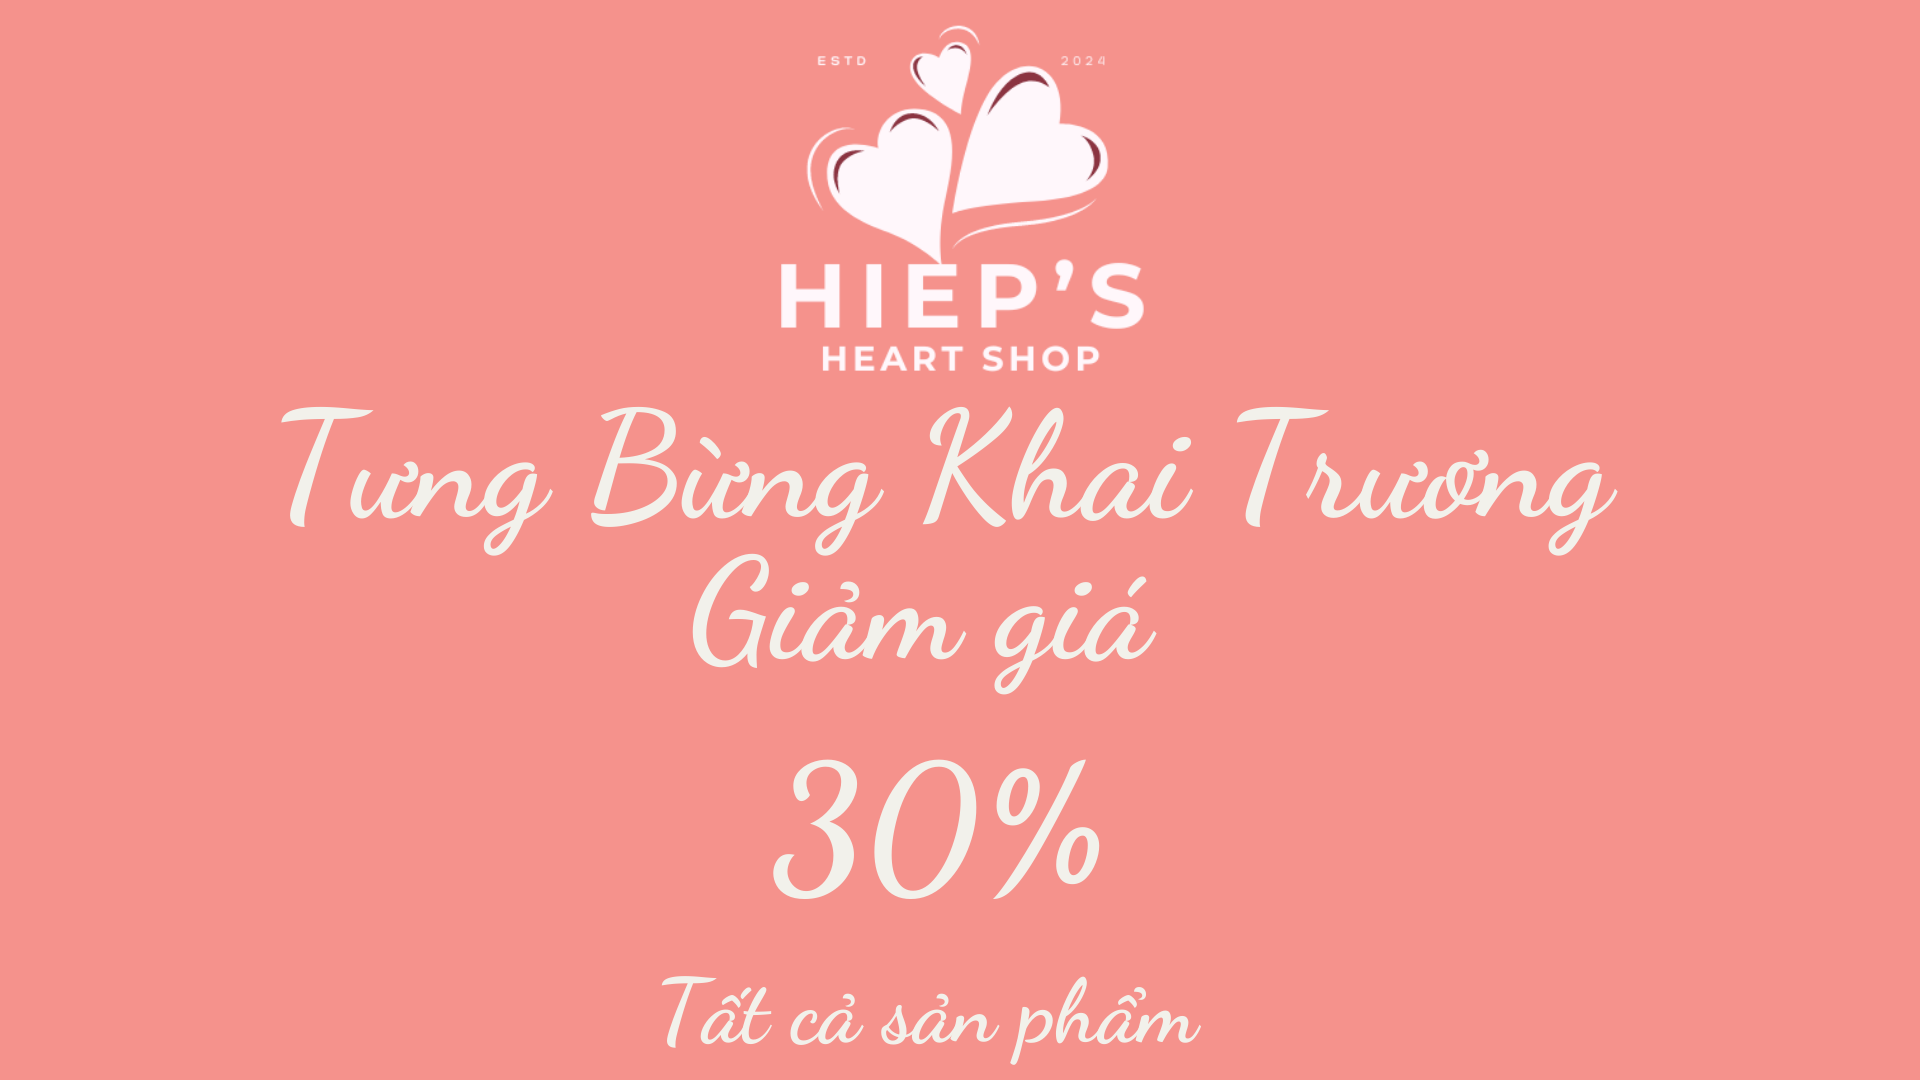 ESTD 2024
HIEP'S
HEART SHOP
Tưng Bừng Khai Trương
Giảm giá
30%
Tất cả sản phẩm